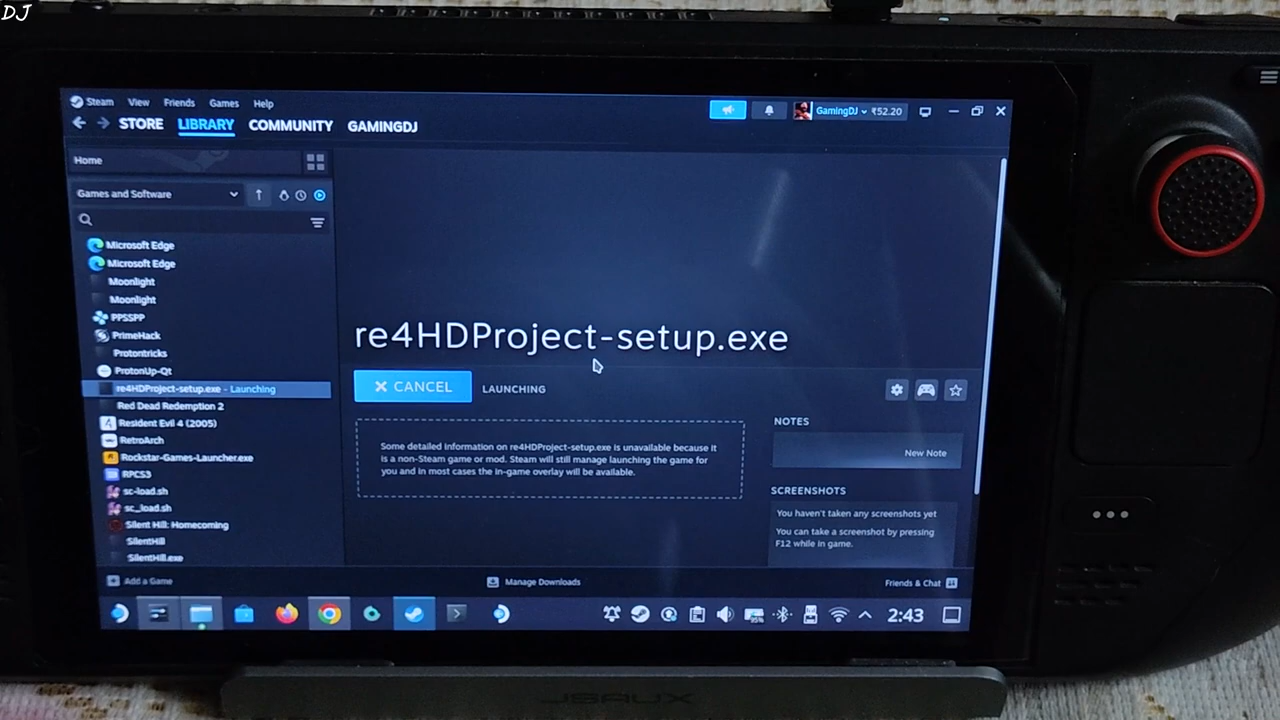 DJ
Steam View Friends Games Help
GamingDJ ₹52.20
STORE LIBRARY COMMUNITY GAMINGDJ
Home
Games and Software
Microsoft Edge
Microsoft Edge
Moonlight
Moonlight
PPSSPP
PrimeHack
Protontricks
ProtonUp-Qt
re4HDProject-setup.exe - Launching
Red Dead Redemption 2
Resident Evil 4 (2005)
RetroArch
Rockstar-Games-Launcher.exe
RPCS3
sc-load.sh
sc_load.sh
Silent Hill: Homecoming
SilentHill
SilentHill.exe
re4HDProject-setup.exe
CANCEL LAUNCHING
Some detailed information on re4HDProject-setup.exe is unavailable because it
is a non-Steam game or mod. Steam will still manage launching the game for
you and in most cases the in-game overlay will be available.
NOTES
New Note
SCREENSHOTS
You haven't taken any screenshots yet
You can take a screenshot by pressing
F12 while in game.
Add a Game Manage Downloads Friends & Chat
2:43
JSAUX